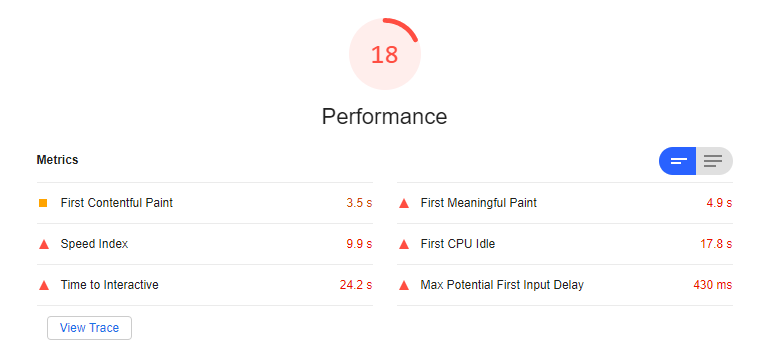 18
Performance
Metrics
First Contentful Paint 3.5 s
First Meaningful Paint 4.9 s
Speed Index 9.9 s
First CPU Idle 17.8 s
Time to Interactive 24.2 s
Max Potential First Input Delay 430 ms
View Trace